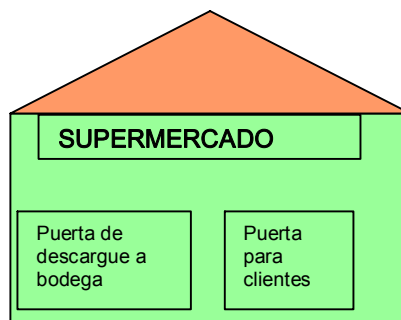 SUPERMERCADO
Puerta de
descargue a
bodega
Puerta
para
clientes